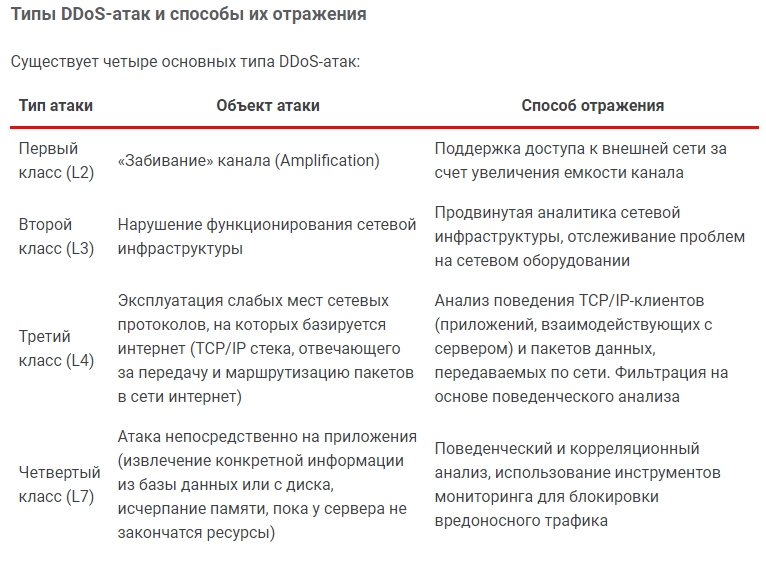 Типы DDoS-атак и способы их отражения
Существует четыре основных типа DDoS-атак:
Тип атаки Объект атаки Способ отражения
Первый
класс (L2)
«Забивание» канала (Amplification)
Поддержка доступа к внешней сети за
счет увеличения емкости канала
Второй
класс (L3)
Нарушение функционирования сетевой
инфраструктуры
Продвинутая аналитика сетевой
инфраструктуры, отслеживание проблем
на сетевом оборудовании
Третий
класс (L4)
Эксплуатация слабых мест сетевых
протоколов, на которых базируется
интернет (TCP/IP стека, отвечающего
за передачу и маршрутизацию пакетов
в сети интернет)
Анализ поведения TCP/IP-клиентов
(приложений, взаимодействующих с
сервером) и пакетов данных,
передаваемых по сети. Фильтрация на
основе поведенческого анализа
Четвертый
класс (L7)
Атака непосредственно на приложения
(извлечение конкретной информации
из базы данных или с диска,
исчерпание памяти, пока у сервера не
закончатся ресурсы)
Поведенческий и корреляционный
анализ, использование инструментов
мониторинга для блокировки
вредоносного трафика